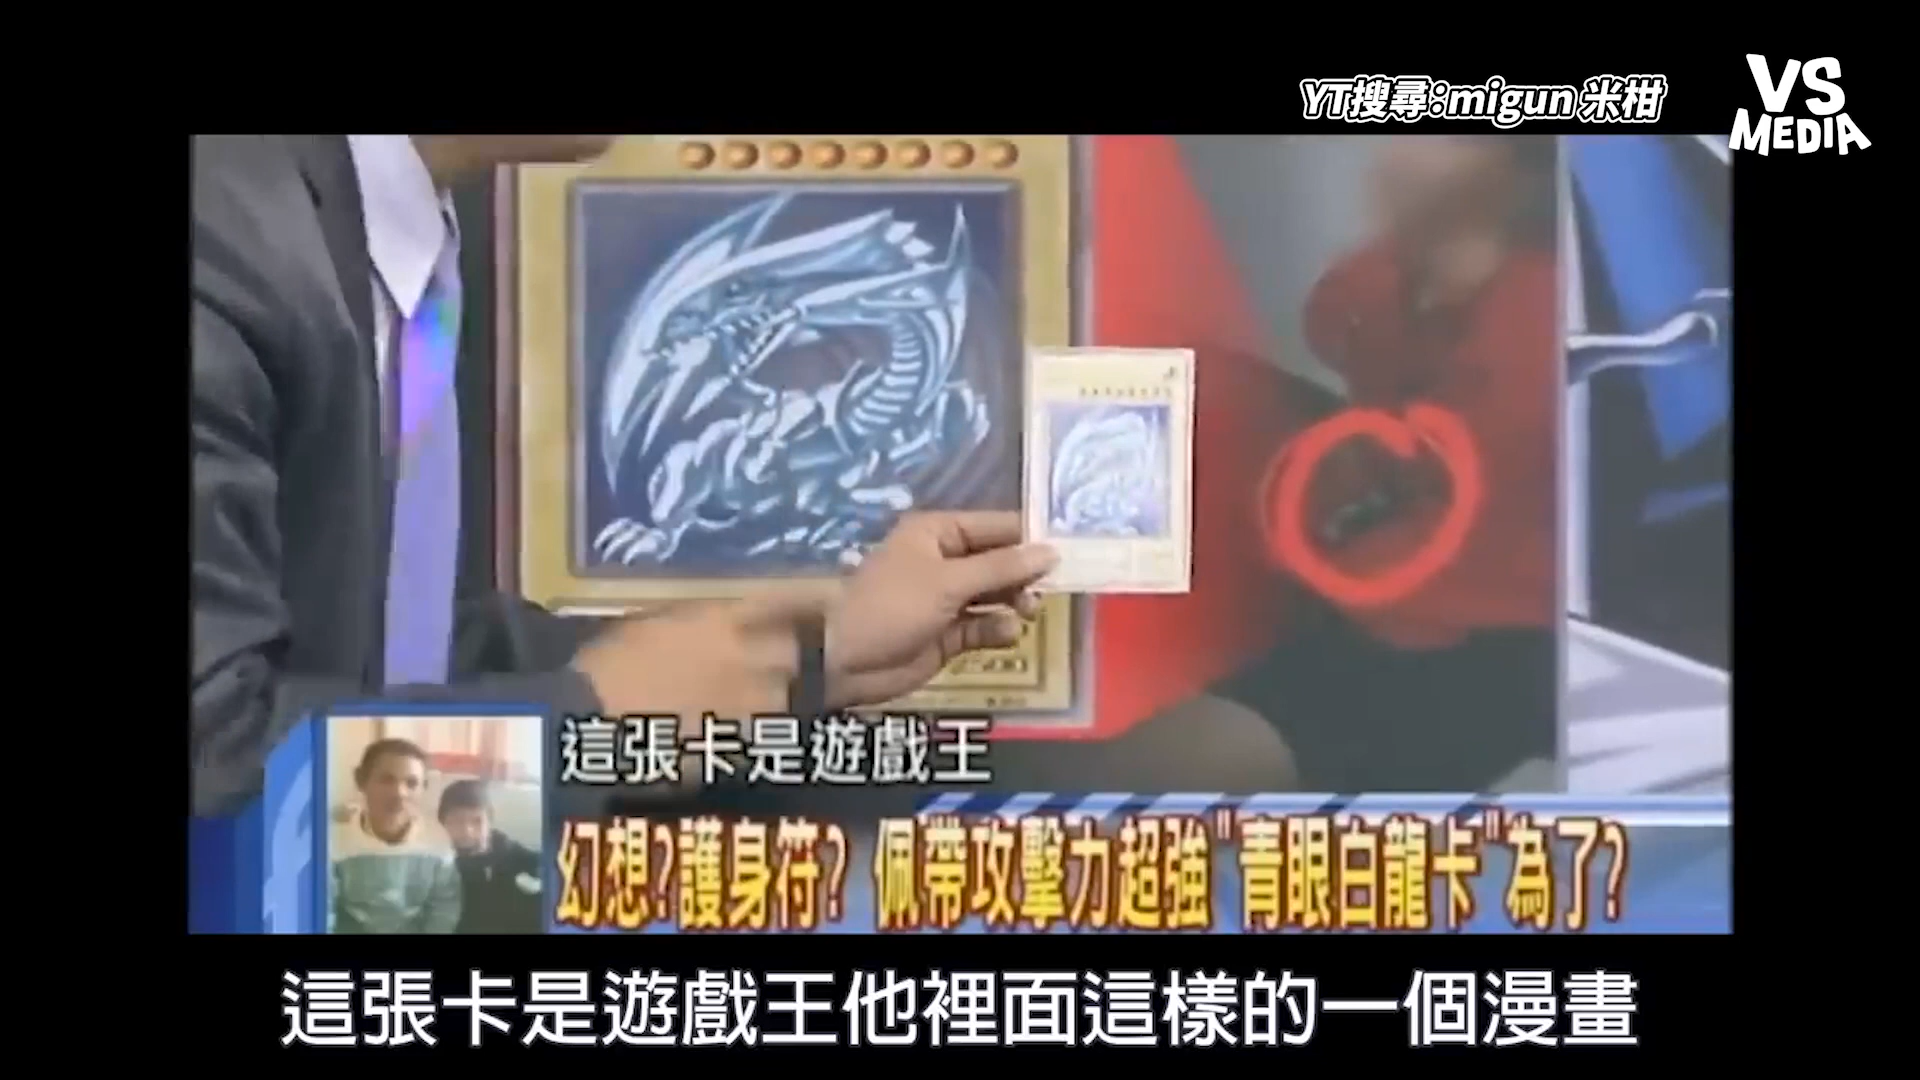 YT搜尋:migun 米柑
VS
MEDIA
2500
這張卡是遊戲王
幻想?護身符? 佩帶攻擊力超強"青眼白龍卡"為了?
這張卡是遊戲王他裡面這樣的一個漫畫